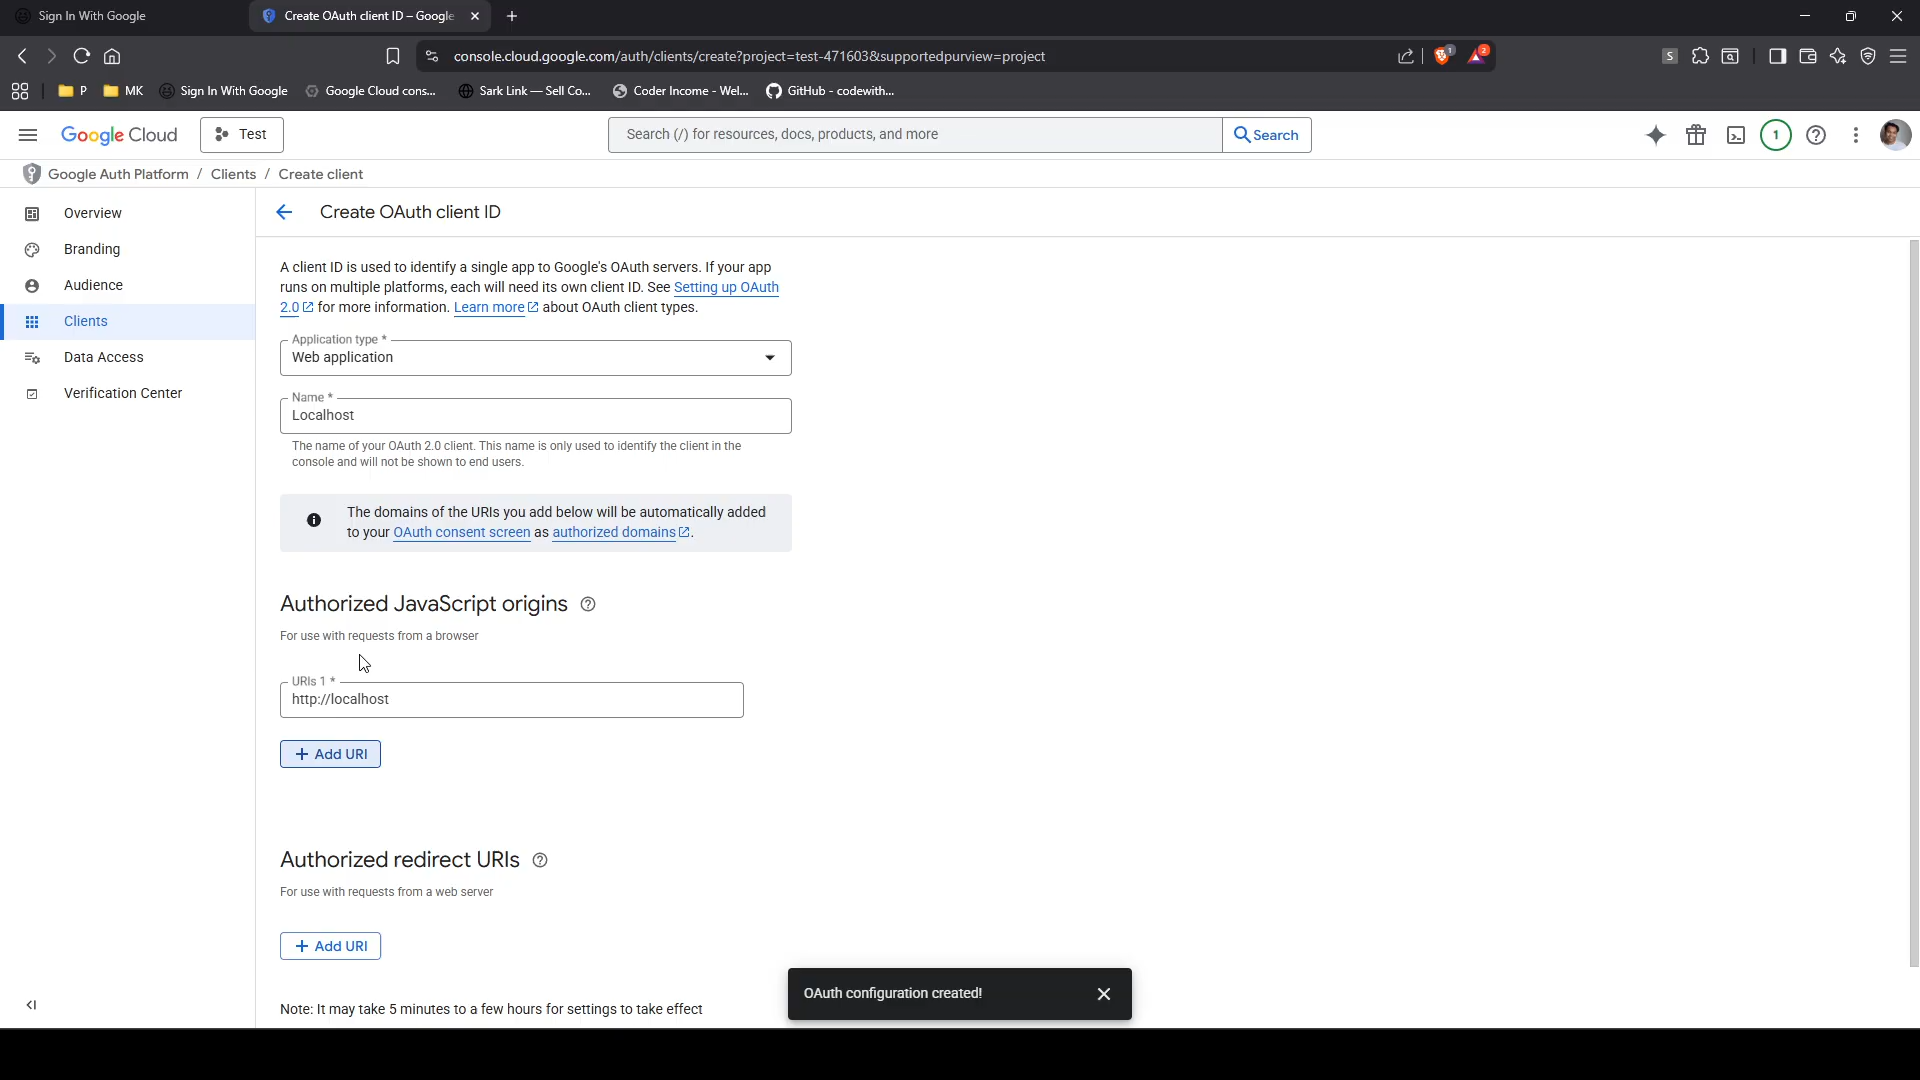 Sign In With Google
Create OAuth client ID – Google
console.cloud.google.com/auth/clients/create?project=test-471603&supportedpurview=project
1
2
S
P
MK
Sign In With Google
Google Cloud cons...
Sark Link — Sell Co...
Coder Income - Wel...
GitHub - codewith...
Google Cloud
Test
Search (/) for resources, docs, products, and more
Search
1
Google Auth Platform / Clients / Create client
Overview
Branding
Audience
Clients
Data Access
Verification Center
Create OAuth client ID
A client ID is used to identify a single app to Google's OAuth servers. If your app
runs on multiple platforms, each will need its own client ID. See Setting up OAuth
2.0 for more information. Learn more about OAuth client types.
Application type *
Web application
Name *
Localhost
The name of your OAuth 2.0 client. This name is only used to identify the client in the
console and will not be shown to end users.
The domains of the URIs you add below will be automatically added
to your OAuth consent screen as authorized domains.
Authorized JavaScript origins
For use with requests from a browser
URIs 1 *
http://localhost
+ Add URI
Authorized redirect URIs
For use with requests from a web server
+ Add URI
Note: It may take 5 minutes to a few hours for settings to take effect
OAuth configuration created!